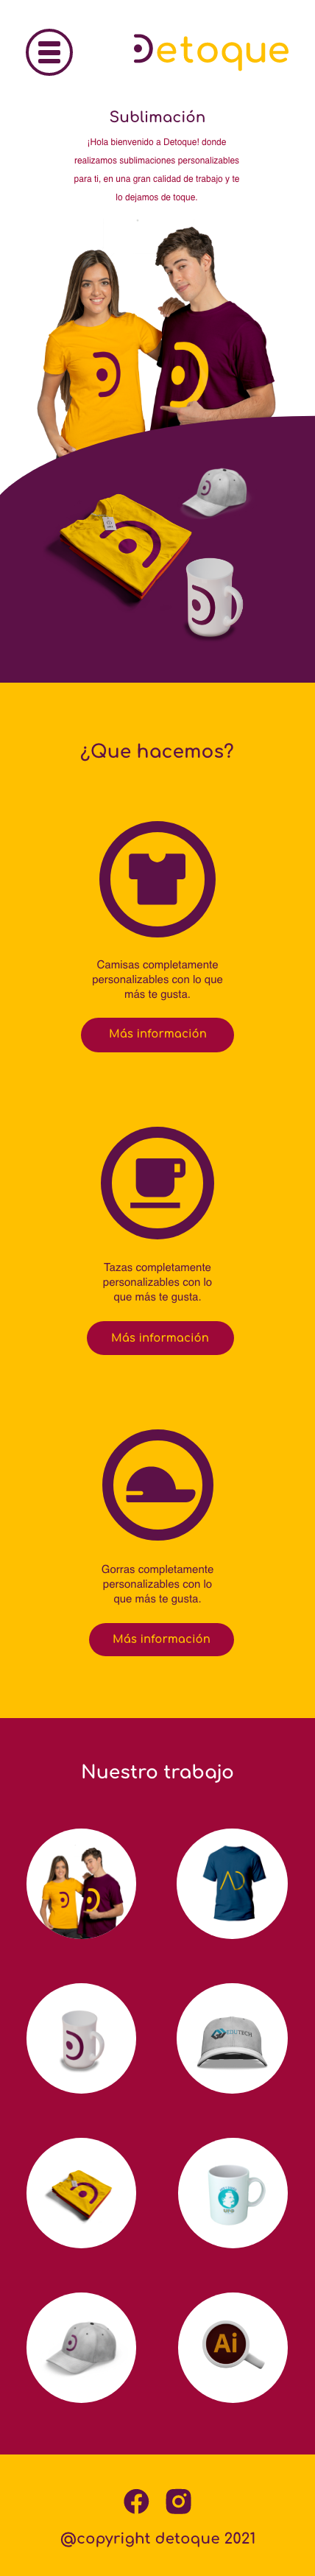 Detoque
Sublimación
¡Hola bienvenido a Detoque! donde
realizamos sublimaciones personalizables
para ti, en una gran calidad de trabajo y te
lo dejamos de toque.
¿Que hacemos?
Camisas completamente
personalizables con lo que
más te gusta.
Más información
Tazas completamente
personalizables con lo
que más te gusta.
Más información
Gorras completamente
personalizables con lo
que más te gusta.
Más información
Nuestro trabajo
AD
EDUTECH
Ai
@copyright detoque 2021